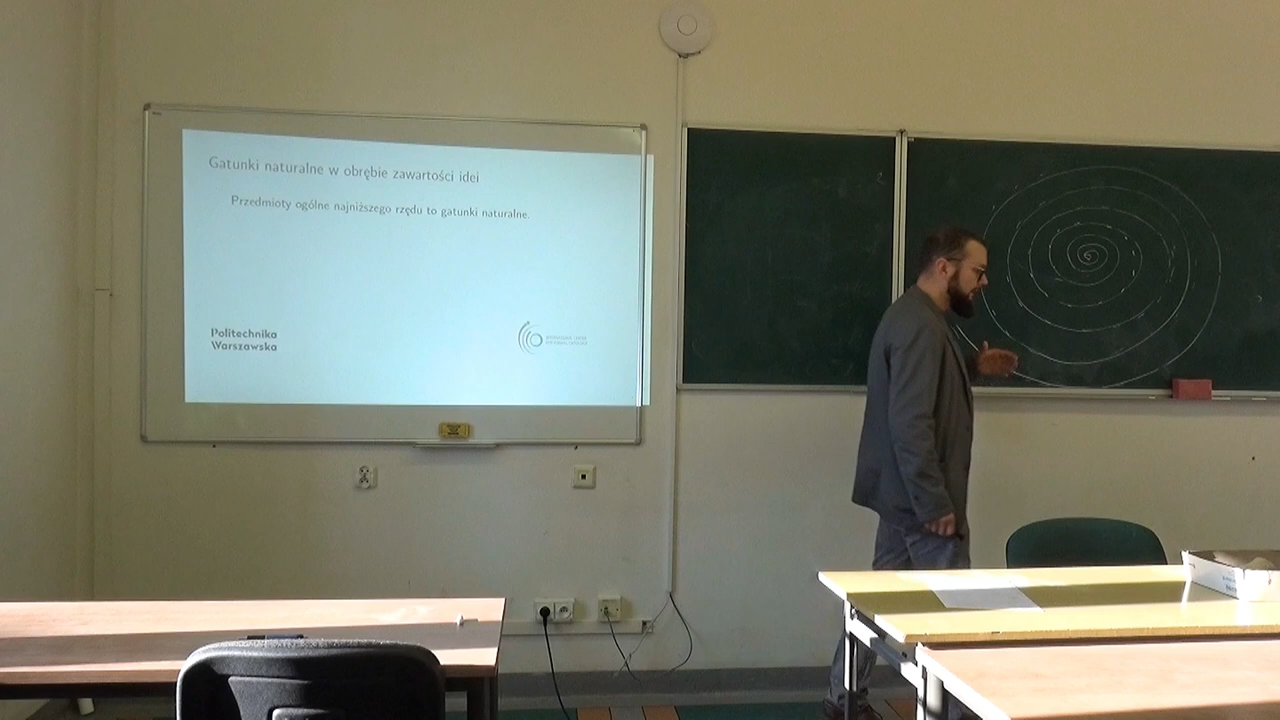 Gatunki naturalne w obrębie zawartości idei
Przedmioty ogólne najniższego rzędu to gatunki naturalne.
Politechnika
Warszawska